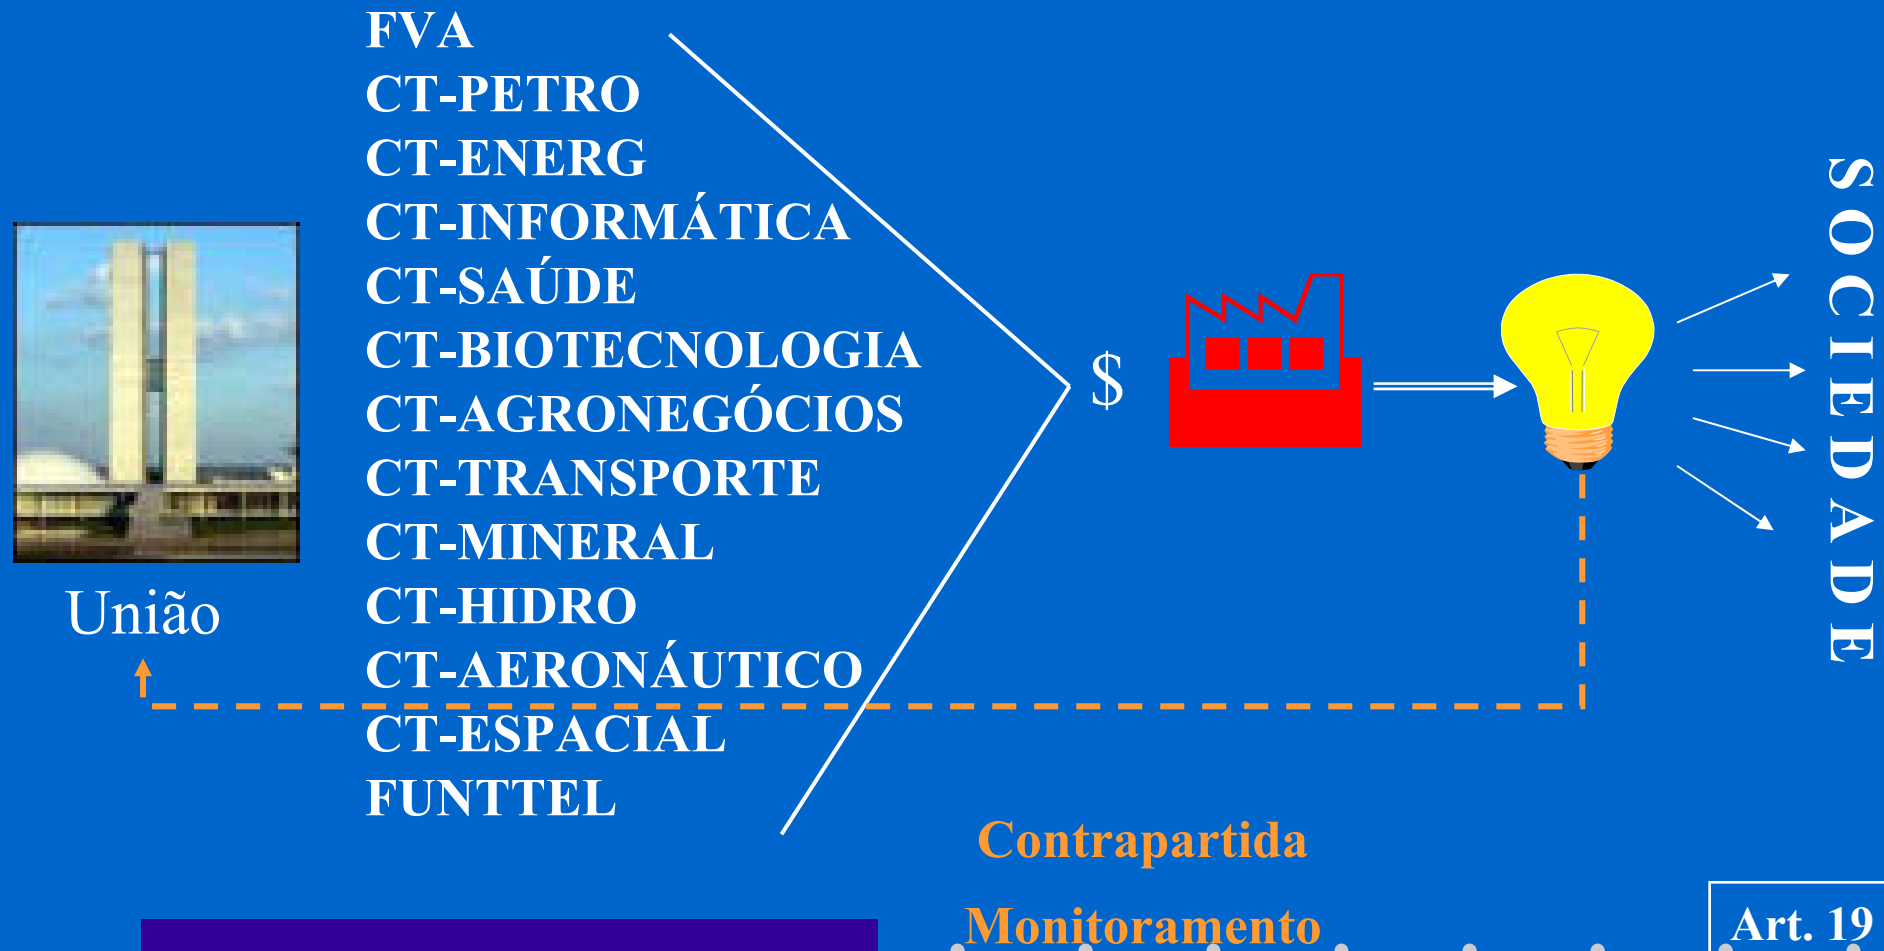 FVA
CT-PETRO
CT-ENERG
CT-INFORMÁTICA
CT-SAÚDE
CT-BIOTECNOLOGIA
CT-AGRONEGÓCIOS
CT-TRANSPORTE
CT-MINERAL
CT-HIDRO
CT-AERONÁUTICO
CT-ESPACIAL
FUNTTEL
União
$
SOCIEDADE
Contrapartida
Monitoramento
Art. 19